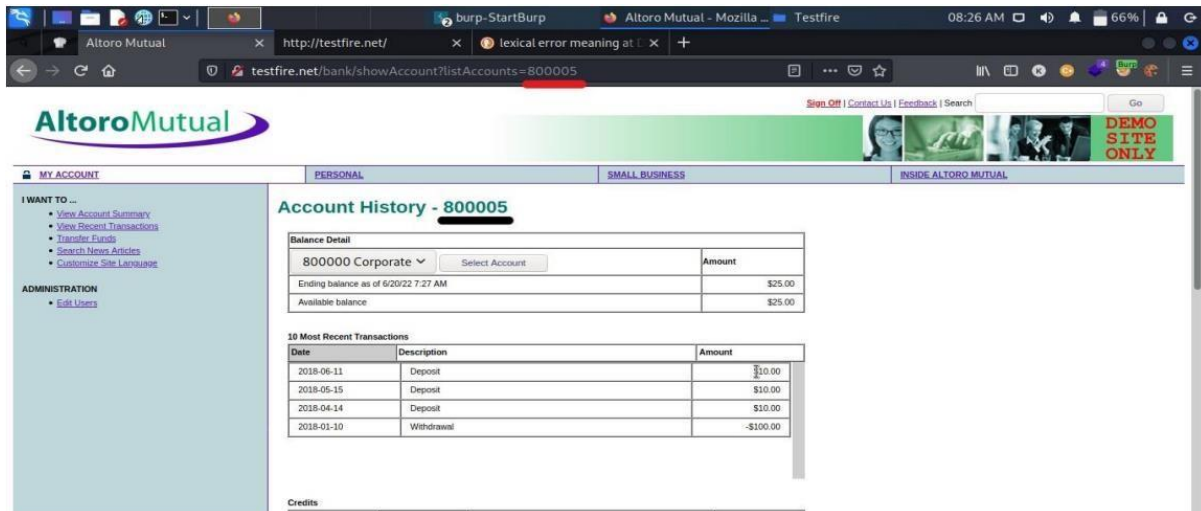 burp-StartBurp
Altoro Mutual - Mozilla ...
Testfire
08:26 AM
66%
Altoro Mutual
http://testfire.net/
lexical error meaning at D
testfire.net/bank/showAccount?listAccounts=800005
Burp
Sign Off | Contact Us | Feedback | Search
Go
AltoroMutual
DEMO
SITE
ONLY
MY ACCOUNT
PERSONAL
SMALL BUSINESS
INSIDE ALTORO MUTUAL
I WANT TO ...
View Account Summary
View Recent Transactions
Transfer Funds
Search News Articles
Customize Site Language
ADMINISTRATION
Edit Users
Account History - 800005
Balance Detail
800000 Corporate Select Account Amount
Ending balance as of 6/20/22 7:27 AM $25.00
Available balance $25.00
10 Most Recent Transactions
Date Description Amount
2018-06-11 Deposit $10.00
2018-05-15 Deposit $10.00
2018-04-14 Deposit $10.00
2018-01-10 Withdrawal -$100.00
Credits